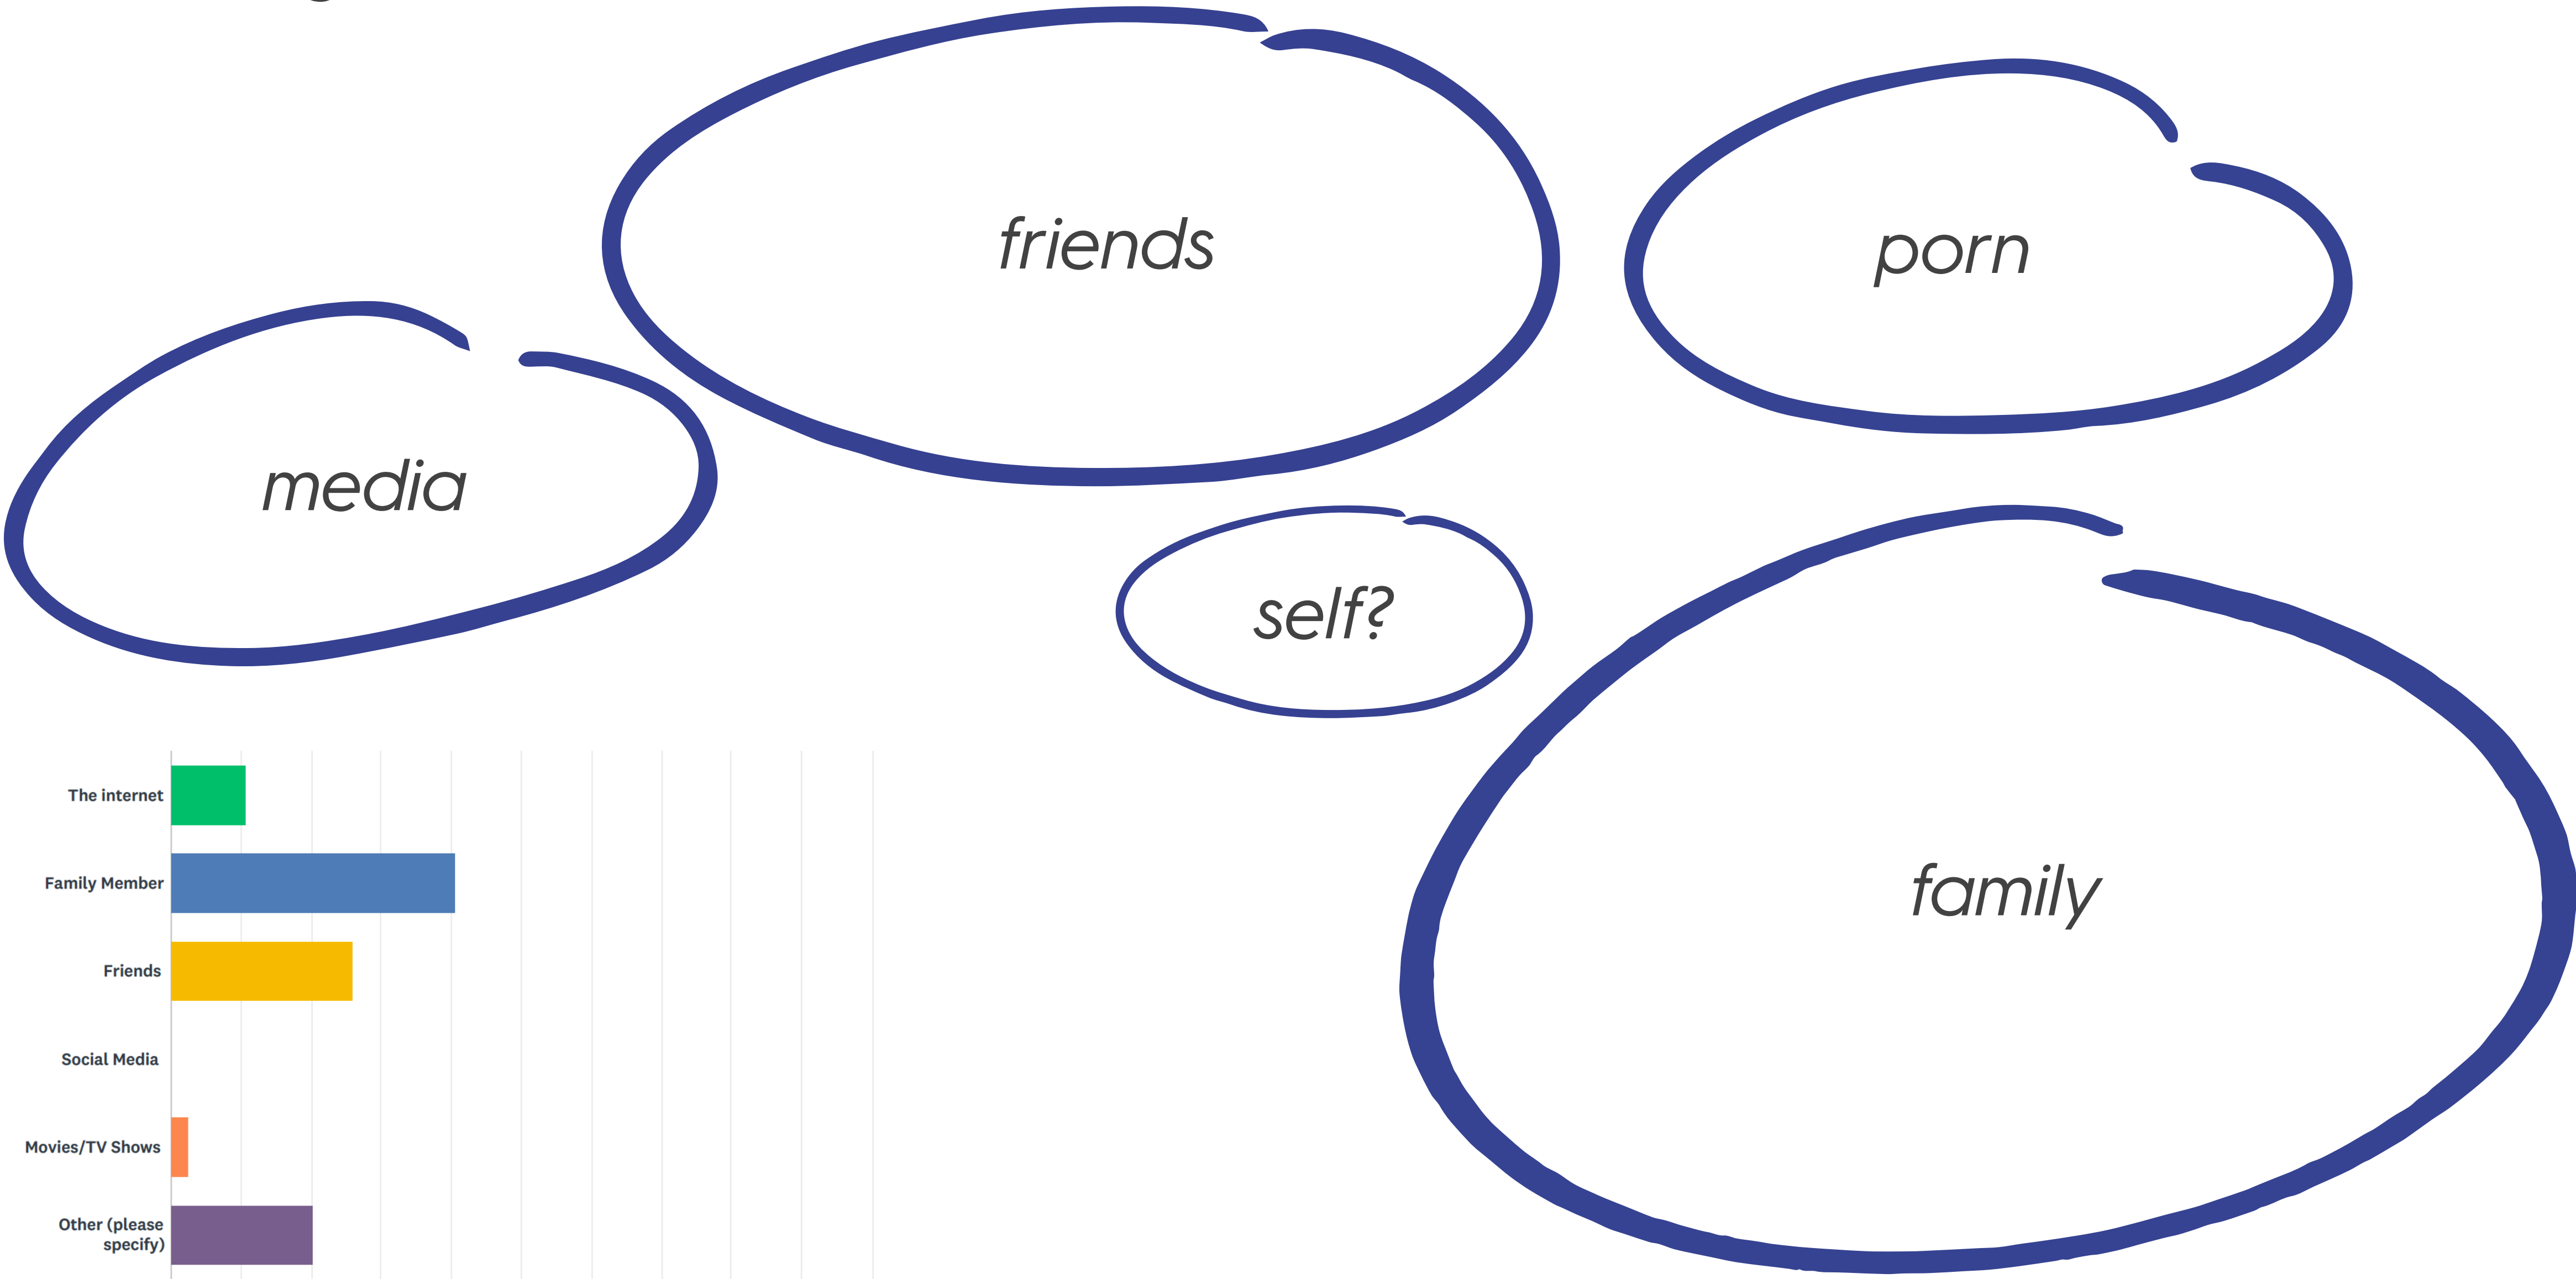 friends
porn
media
self?
family
The internet
Family Member
Friends
Social Media
Movies/TV Shows
Other (please
specify)